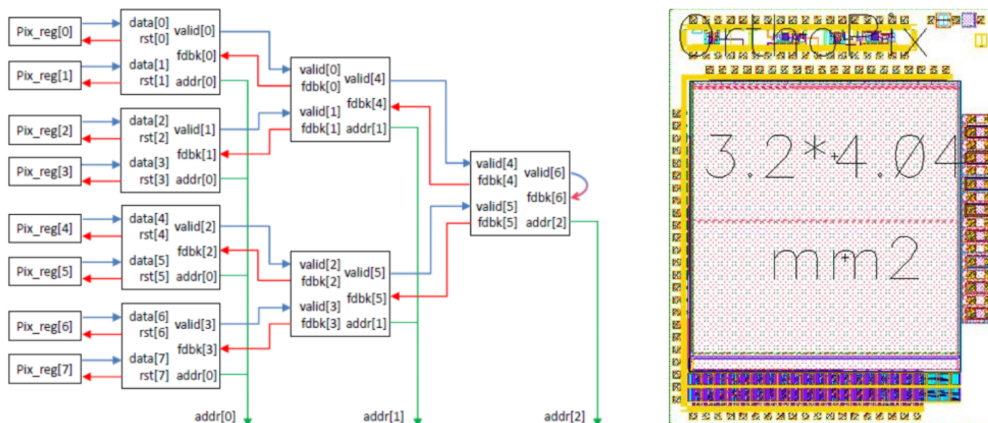 Pix_reg[0]
Pix_reg[1]
data[0]
rst[0]
data[1]
rst[1]
valid[0]
fdbk[0]
addr[0]
Pix_reg[2]
Pix_reg[3]
data[2]
rst[2]
data[3]
rst[3]
valid[1]
fdbk[1]
addr[0]
Pix_reg[4]
Pix_reg[5]
data[4]
rst[4]
data[5]
rst[5]
valid[2]
fdbk[2]
addr[0]
Pix_reg[6]
Pix_reg[7]
data[6]
rst[6]
data[7]
rst[7]
valid[3]
fdbk[3]
addr[0]
valid[0]
fdbk[0]
valid[1]
fdbk[1]
valid[4]
fdbk[4]
addr[1]
valid[2]
fdbk[2]
valid[3]
fdbk[3]
valid[5]
fdbk[5]
addr[1]
valid[4]
fdbk[4]
valid[5]
fdbk[5]
valid[6]
fdbk[6]
addr[2]
addr[0]
addr[1]
addr[2]
OrthoPix
3.2*4.04
mm2